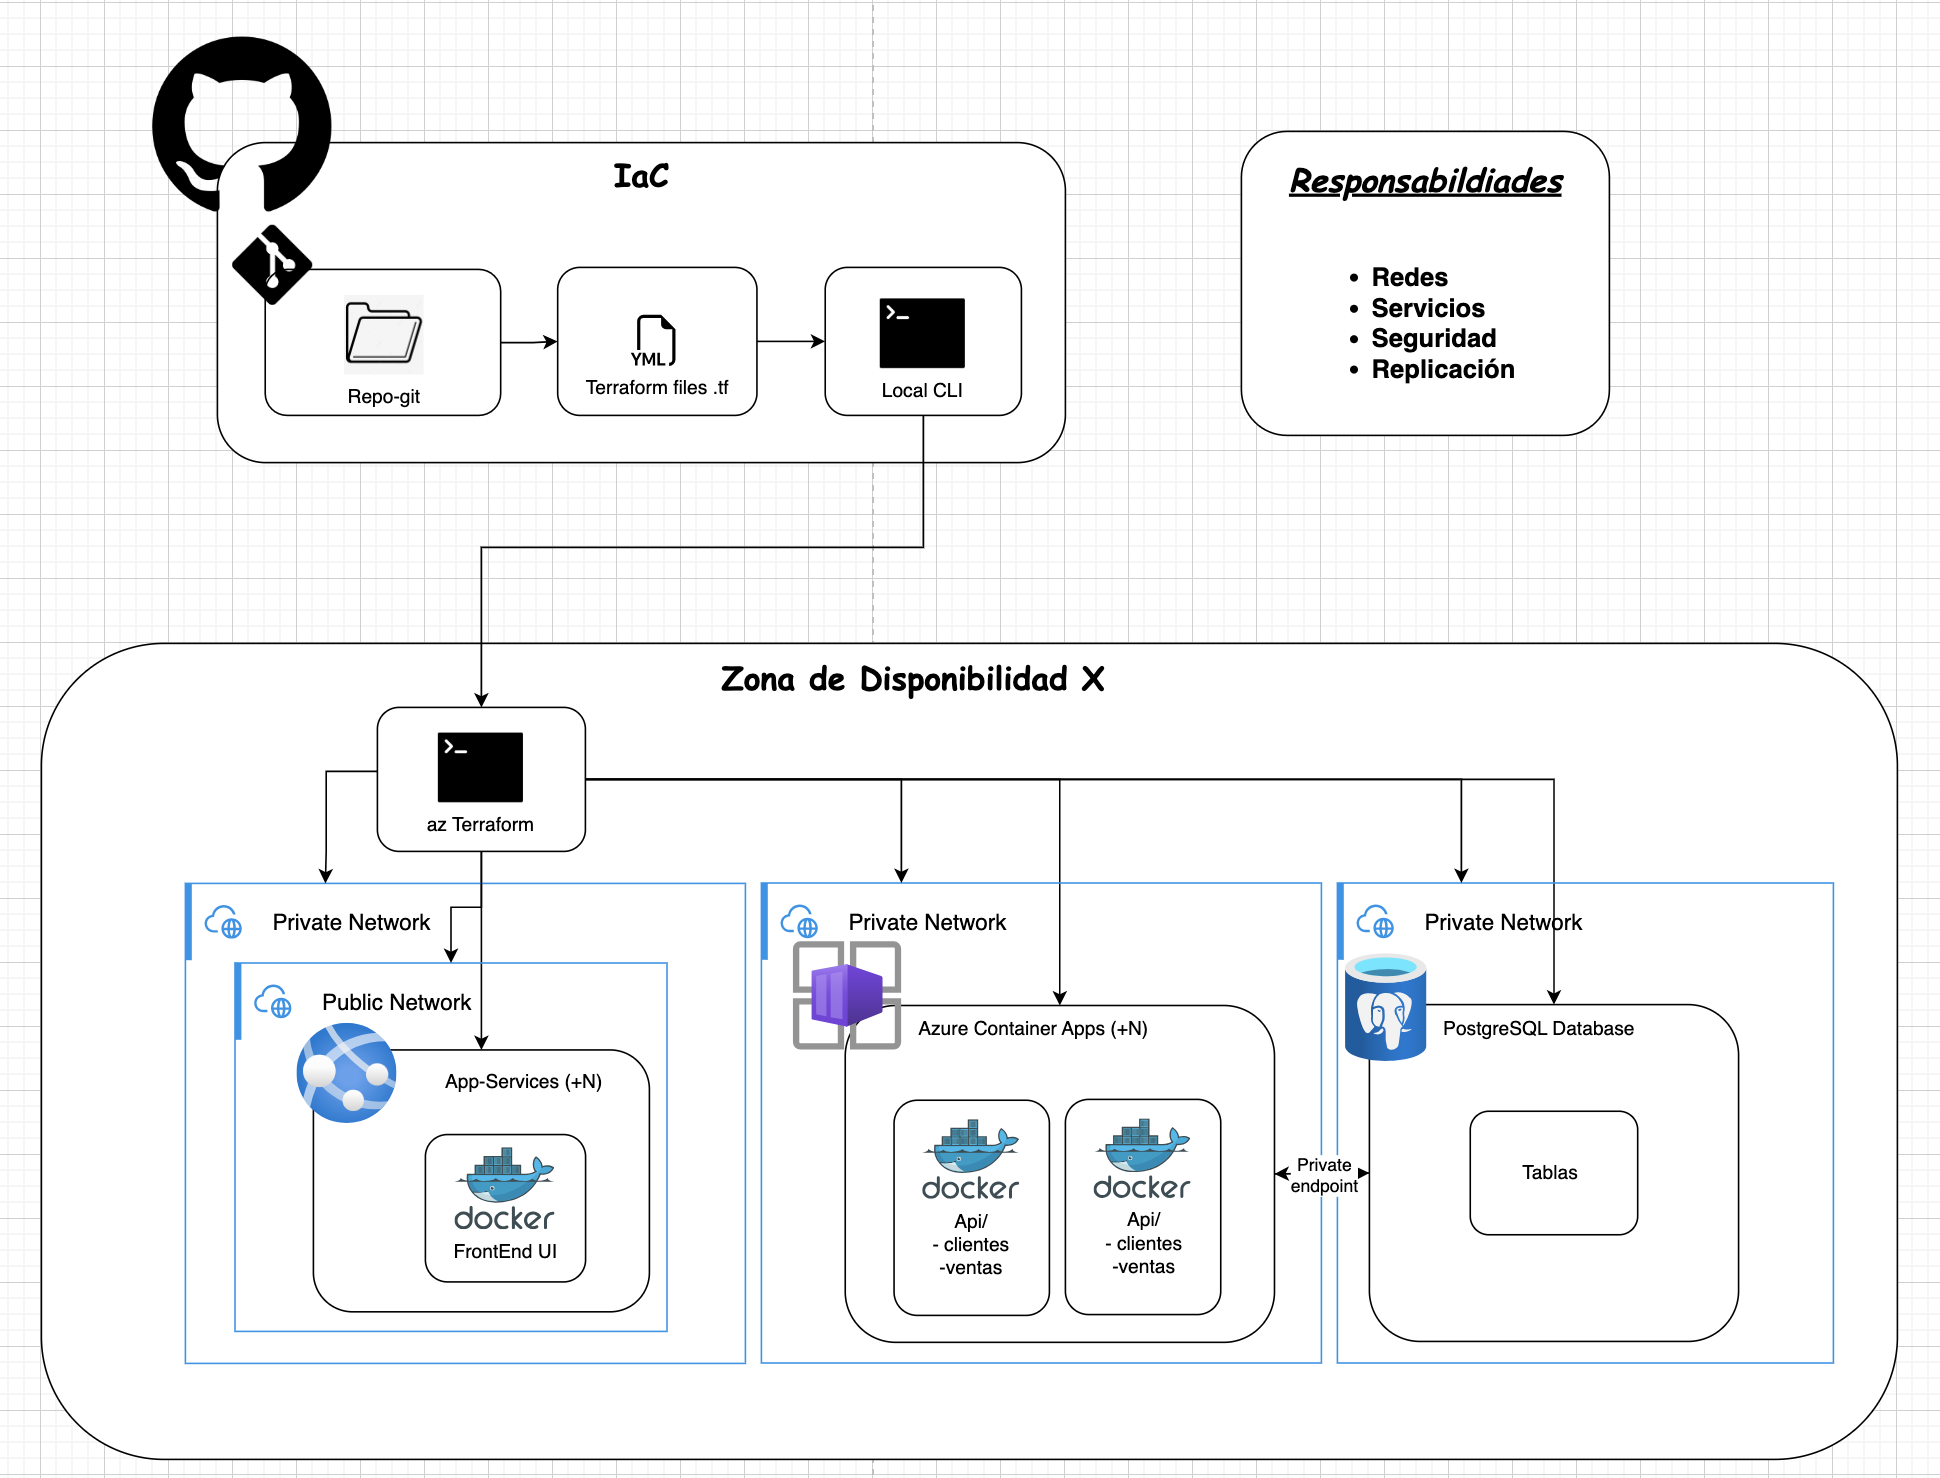 IaC
Repo-git
YML
Terraform files .tf
>_
Local CLI
Responsabildiades
• Redes
• Servicios
• Seguridad
• Replicación
Zona de Disponibilidad X
>_
az Terraform
Private Network
Public Network
App-Services (+N)
docker
FrontEnd UI
Private Network
Azure Container Apps (+N)
docker
Api/
- clientes
-ventas
docker
Api/
- clientes
-ventas
Private
endpoint
Private Network
PostgreSQL Database
Tablas